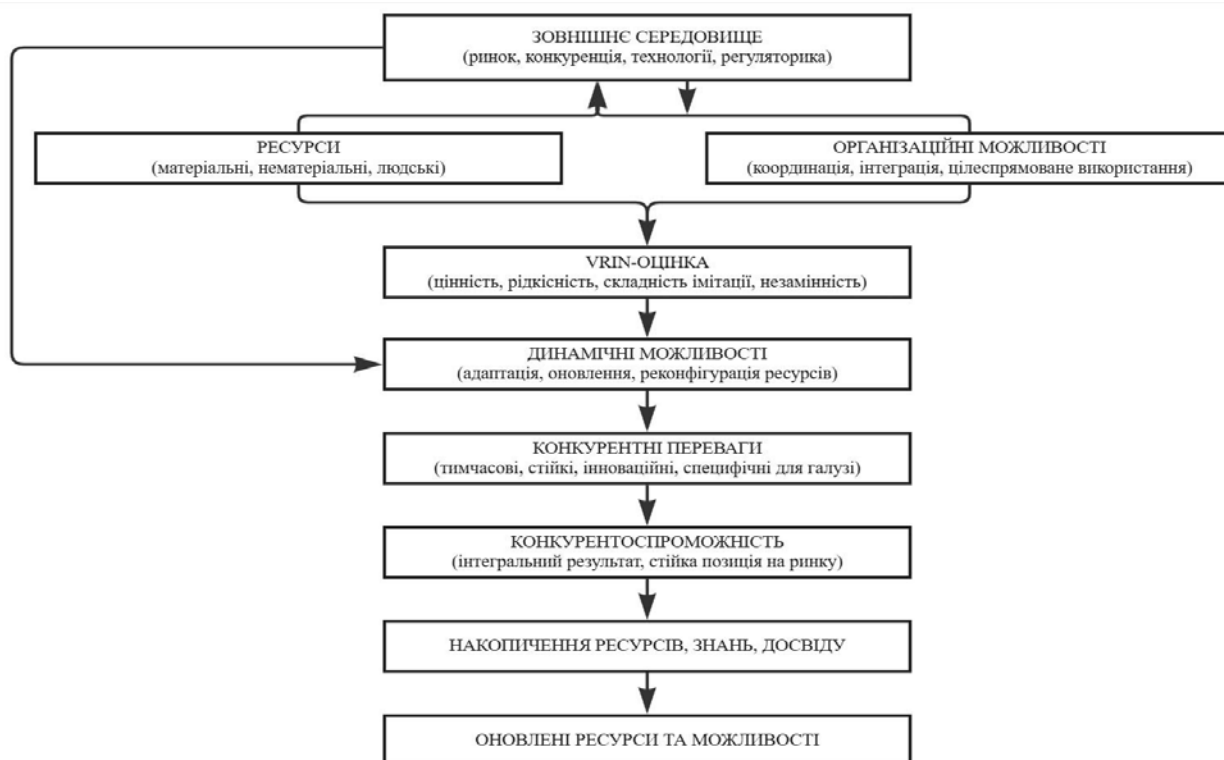 ЗОВНІШНЄ СЕРЕДОВИЩЕ
(ринок, конкуренція, технології, регуляторика)
РЕСУРСИ
(матеріальні, нематеріальні, людські)
ОРГАНІЗАЦІЙНІ МОЖЛИВОСТІ
(координація, інтеграція, цілеспрямоване використання)
VRIN-ОЦІНКА
(цінність, рідкісність, складність імітації, незамінність)
ДИНАМІЧНІ МОЖЛИВОСТІ
(адаптація, оновлення, реконфігурація ресурсів)
КОНКУРЕНТНІ ПЕРЕВАГИ
(тимчасові, стійкі, інноваційні, специфічні для галузі)
КОНКУРЕНТОСПРОМОЖНІСТЬ
(інтегральний результат, стійка позиція на ринку)
НАКОПИЧЕННЯ РЕСУРСІВ, ЗНАНЬ, ДОСВІДУ
ОНОВЛЕНІ РЕСУРСИ ТА МОЖЛИВОСТІ